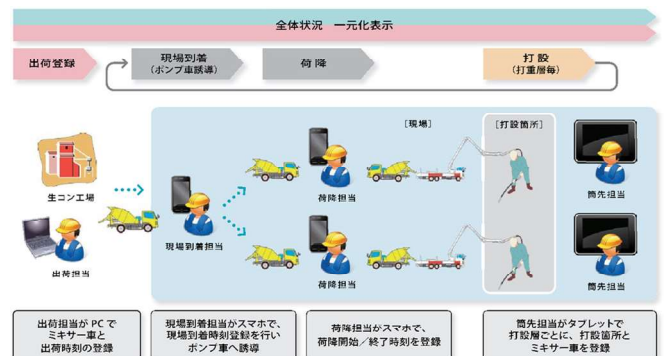 全体状況 一元化表示
出荷登録
現場到着
(ポンプ車誘導)
荷降
打設
(打重層毎)
[現場]
[打設箇所]
生コン工場
出荷担当
現場到着担当
荷降担当
荷降担当
筒先担当
筒先担当
出荷担当が PC で
ミキサー車と
出荷時刻の登録
現場到着担当がスマホで、
現場到着時刻登録を行い
ポンプ車へ誘導
荷降担当がスマホで、
荷降開始／終了時刻を登録
筒先担当がタブレットで
打設層ごとに、打設箇所と
ミキサー車を登録